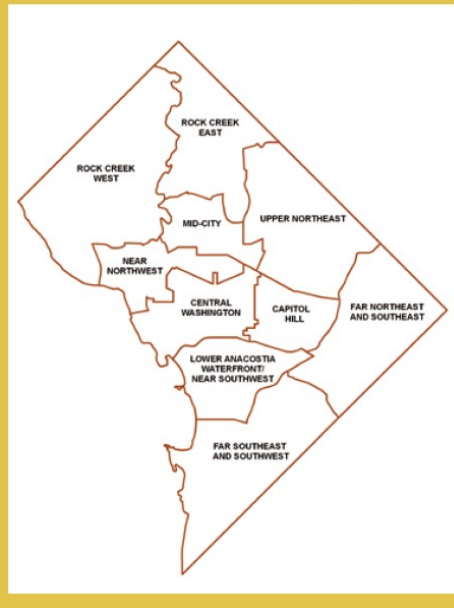 ROCK CREEK
EAST
ROCK CREEK
WEST
MID-CITY
UPPER NORTHEAST
NEAR
NORTHWEST
CENTRAL
WASHINGTON
CAPITOL
HILL
FAR NORTHEAST
AND SOUTHEAST
LOWER ANACOSTIA
WATERFRONT/
NEAR SOUTHWEST
FAR SOUTHEAST
AND SOUTHWEST